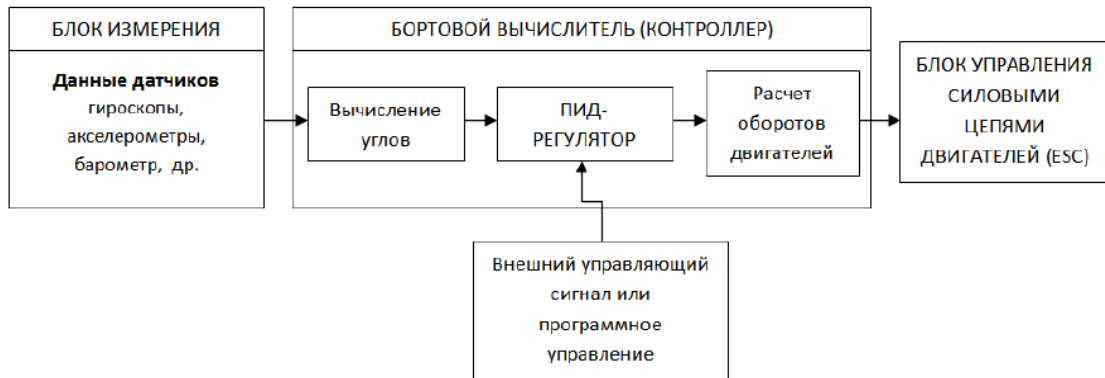 БЛОК ИЗМЕРЕНИЯ
Данные датчиков
гироскопы,
акселерометры,
барометр, др.
БОРТОВОЙ ВЫЧИСЛИТЕЛЬ (КОНТРОЛЛЕР)
Вычисление
углов
ПИД-
РЕГУЛЯТОР
Расчет
оборотов
двигателей
БЛОК УПРАВЛЕНИЯ
СИЛОВЫМИ
ЦЕПЯМИ
ДВИГАТЕЛЕЙ (ESC)
Внешний управляющий
сигнал или
программное
управление